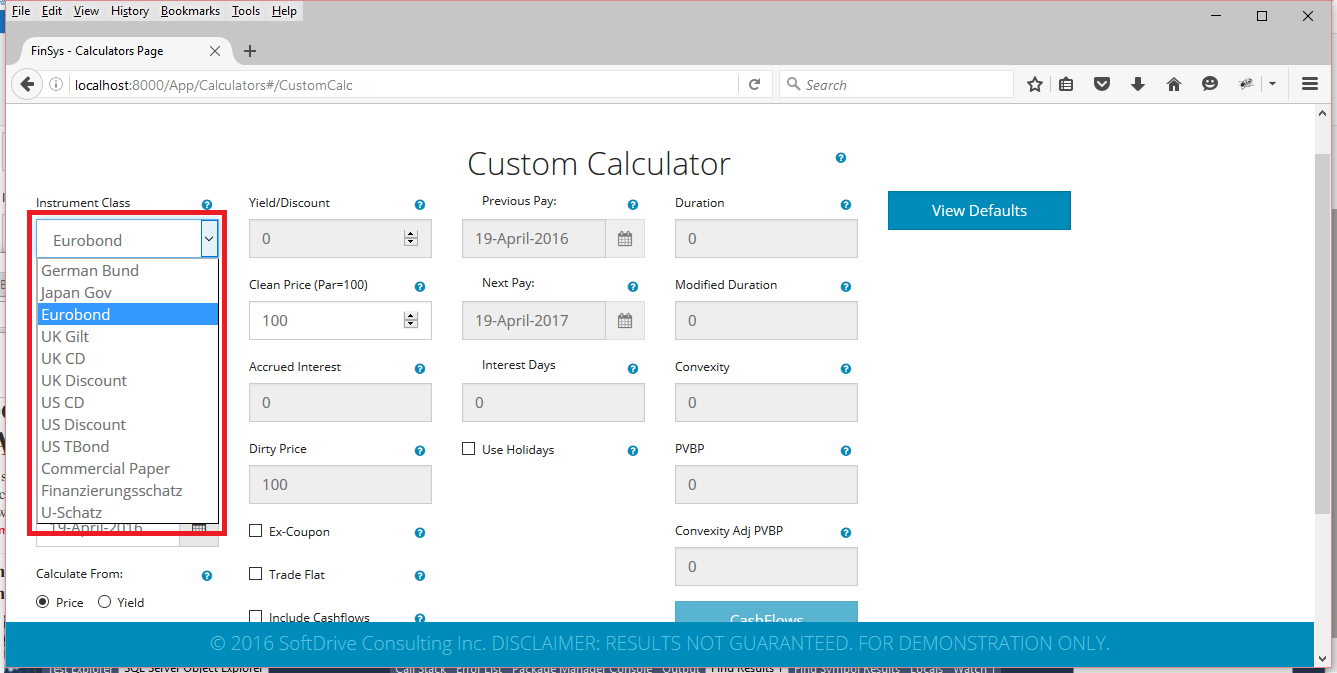 File Edit View History Bookmarks Tools Help
FinSys - Calculators Page
localhost:8000/App/Calculators#/CustomCalc
Search
Custom Calculator
Instrument Class
Eurobond
German Bund
Japan Gov
Eurobond
UK Gilt
UK CD
UK Discount
US CD
US Discount
US TBond
Commercial Paper
Finanzierungsschatz
U-Schatz
19-April-2016
Calculate From:
Price Yield
Yield/Discount
0
Clean Price (Par=100)
100
Accrued Interest
0
Dirty Price
100
Ex-Coupon
Trade Flat
Include Cashflows
Previous Pay:
19-April-2016
Next Pay:
19-April-2017
Interest Days
0
Use Holidays
Duration
0
Modified Duration
0
Convexity
0
PVBP
0
Convexity Adj PVBP
0
CashFlows
View Defaults
© 2016 SoftDrive Consulting Inc. DISCLAIMER: RESULTS NOT GUARANTEED. FOR DEMONSTRATION ONLY.
Test Explorer SQL Server Object Explorer Call Stack Error List Package Manager Console Output Find Results 1 Find Symbol Results Locals Watch 1